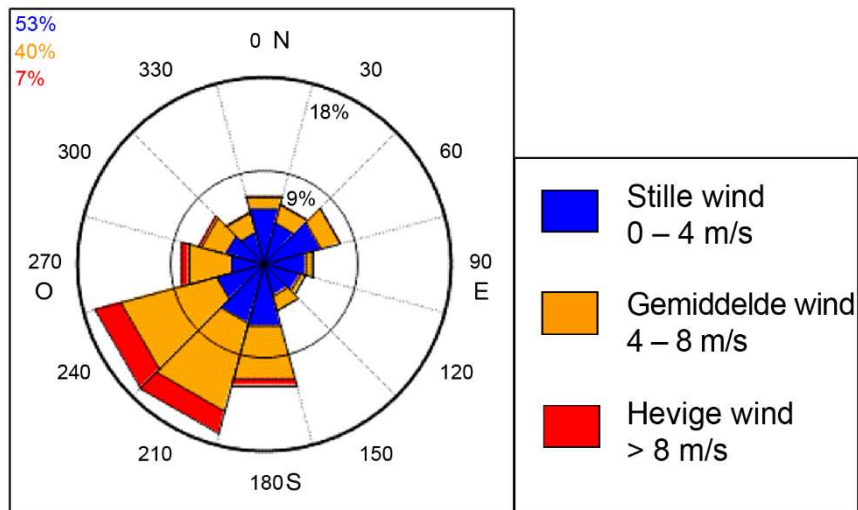 53%
40%
7%
0 N
330
30
18%
300
60
9%
270
O
90
E
240
120
210
150
180S
Stille wind
0 – 4 m/s
Gemiddelde wind
4 – 8 m/s
Hevige wind
> 8 m/s